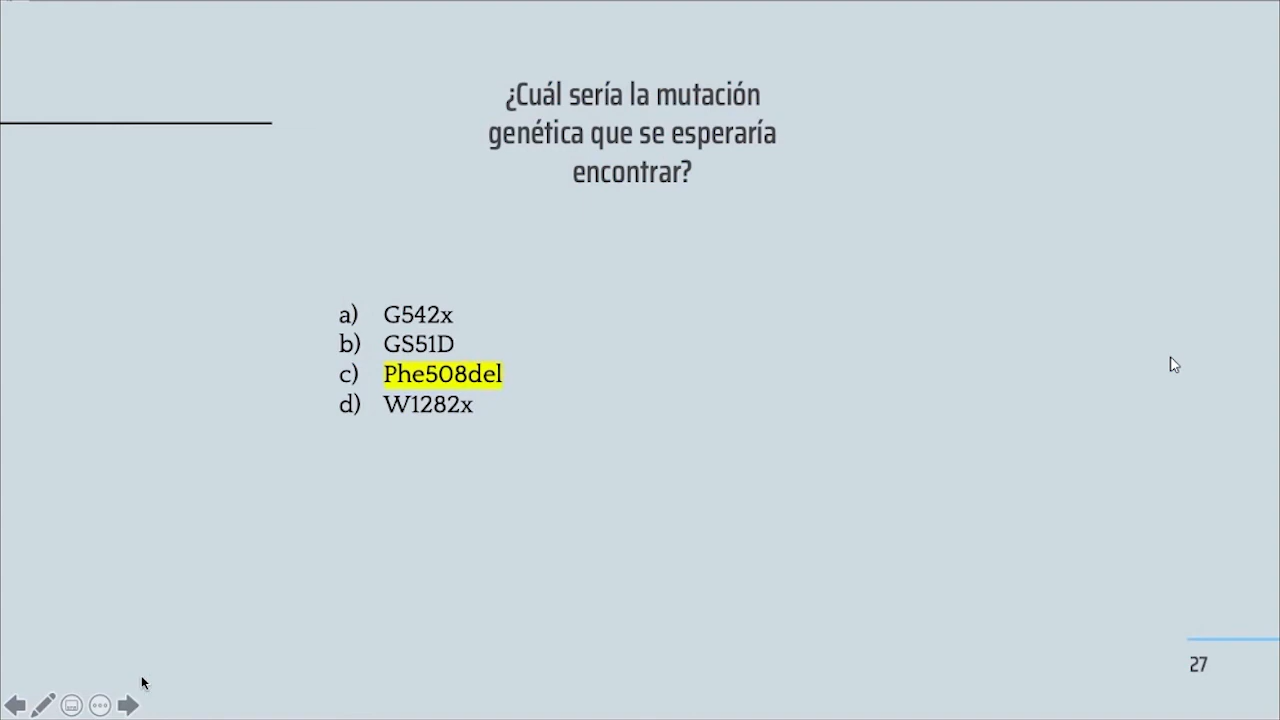 ¿Cuál sería la mutación
genética que se esperaría
encontrar?
a) G542x
b) GS51D
c) Phe508del
d) W1282x
27